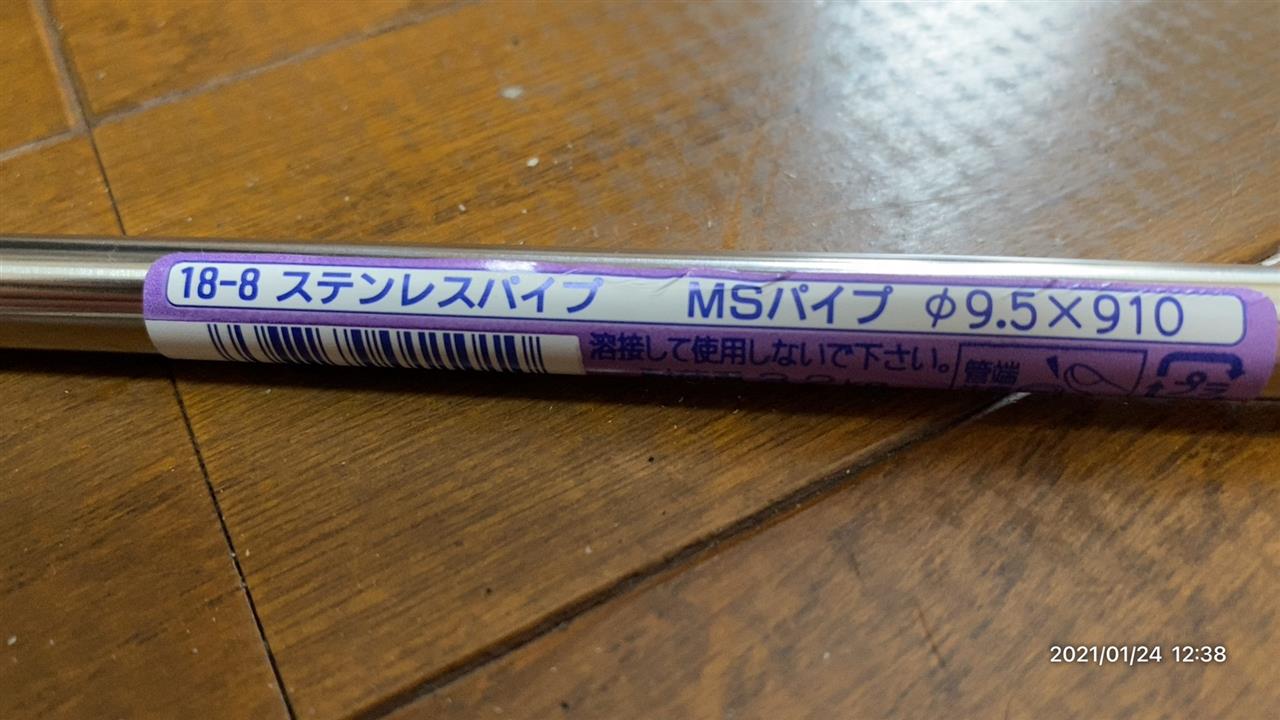 18-8 ステンレスパイプ MSパイプ φ9.5×910
溶接して使用しないで下さい。
管端
2021/01/24 12:38